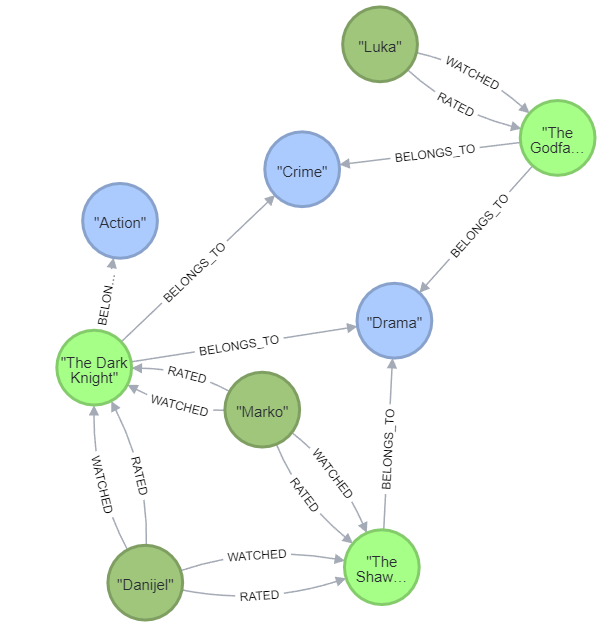 "Luka"
WATCHED
RATED
"The
Godfa...
BELONGS_TO
"Crime"
BELONGS_TO
"Action"
BELONGS_TO
BELON...
"Drama"
BELONGS_TO
"The Dark
Knight"
RATED
WATCHED
"Marko"
BELONGS_TO
WATCHED
RATED
WATCHED
RATED
WATCHED
"The
Shaw...
"Danijel"
RATED